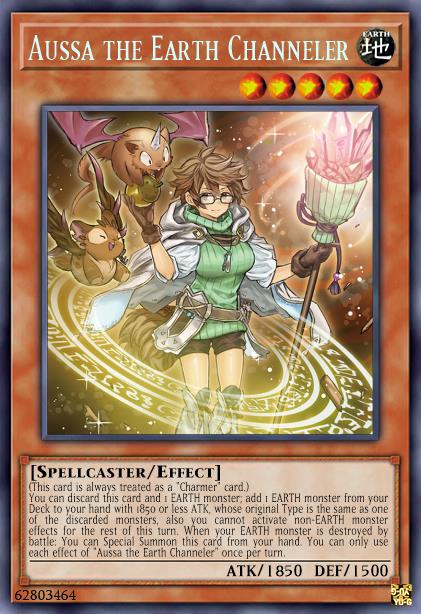 AUSSA THE EARTH CHANNELER
EARTH
地
[SPELLCASTER/EFFECT]
(This card is always treated as a "Charmer" card.)
You can discard this card and 1 EARTH monster; add 1 EARTH monster from your
Deck to your hand with 1850 or less ATK, whose original Type is the same as one
of the discarded monsters, also you cannot activate non-EARTH monster
effects for the rest of this turn. When your EARTH monster is destroyed by
battle: You can Special Summon this card from your hand. You can only use
each effect of "Aussa the Earth Channeler" once per turn.
ATK/1850 DEF/1500
62803464